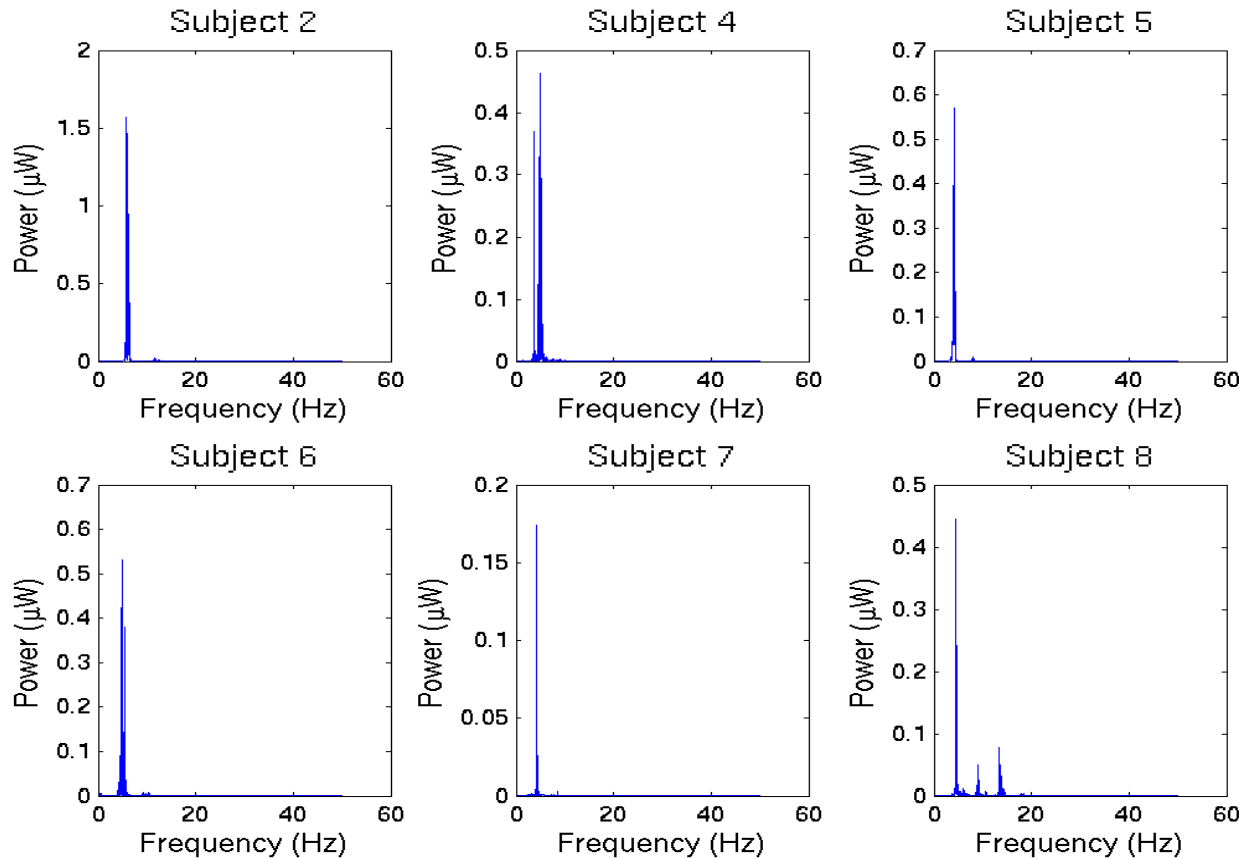 Subject 2
2
1.5
1
0.5
0
0 20 40 60
Power (μW)
Frequency (Hz)
Subject 4
0.5
0.4
0.3
0.2
0.1
0
0 20 40 60
Power (μW)
Frequency (Hz)
Subject 5
0.7
0.6
0.5
0.4
0.3
0.2
0.1
0
0 20 40 60
Power (μW)
Frequency (Hz)
Subject 6
0.7
0.6
0.5
0.4
0.3
0.2
0.1
0
0 20 40 60
Power (μW)
Frequency (Hz)
Subject 7
0.2
0.15
0.1
0.05
0
0 20 40 60
Power (μW)
Frequency (Hz)
Subject 8
0.5
0.4
0.3
0.2
0.1
0
0 20 40 60
Power (μW)
Frequency (Hz)